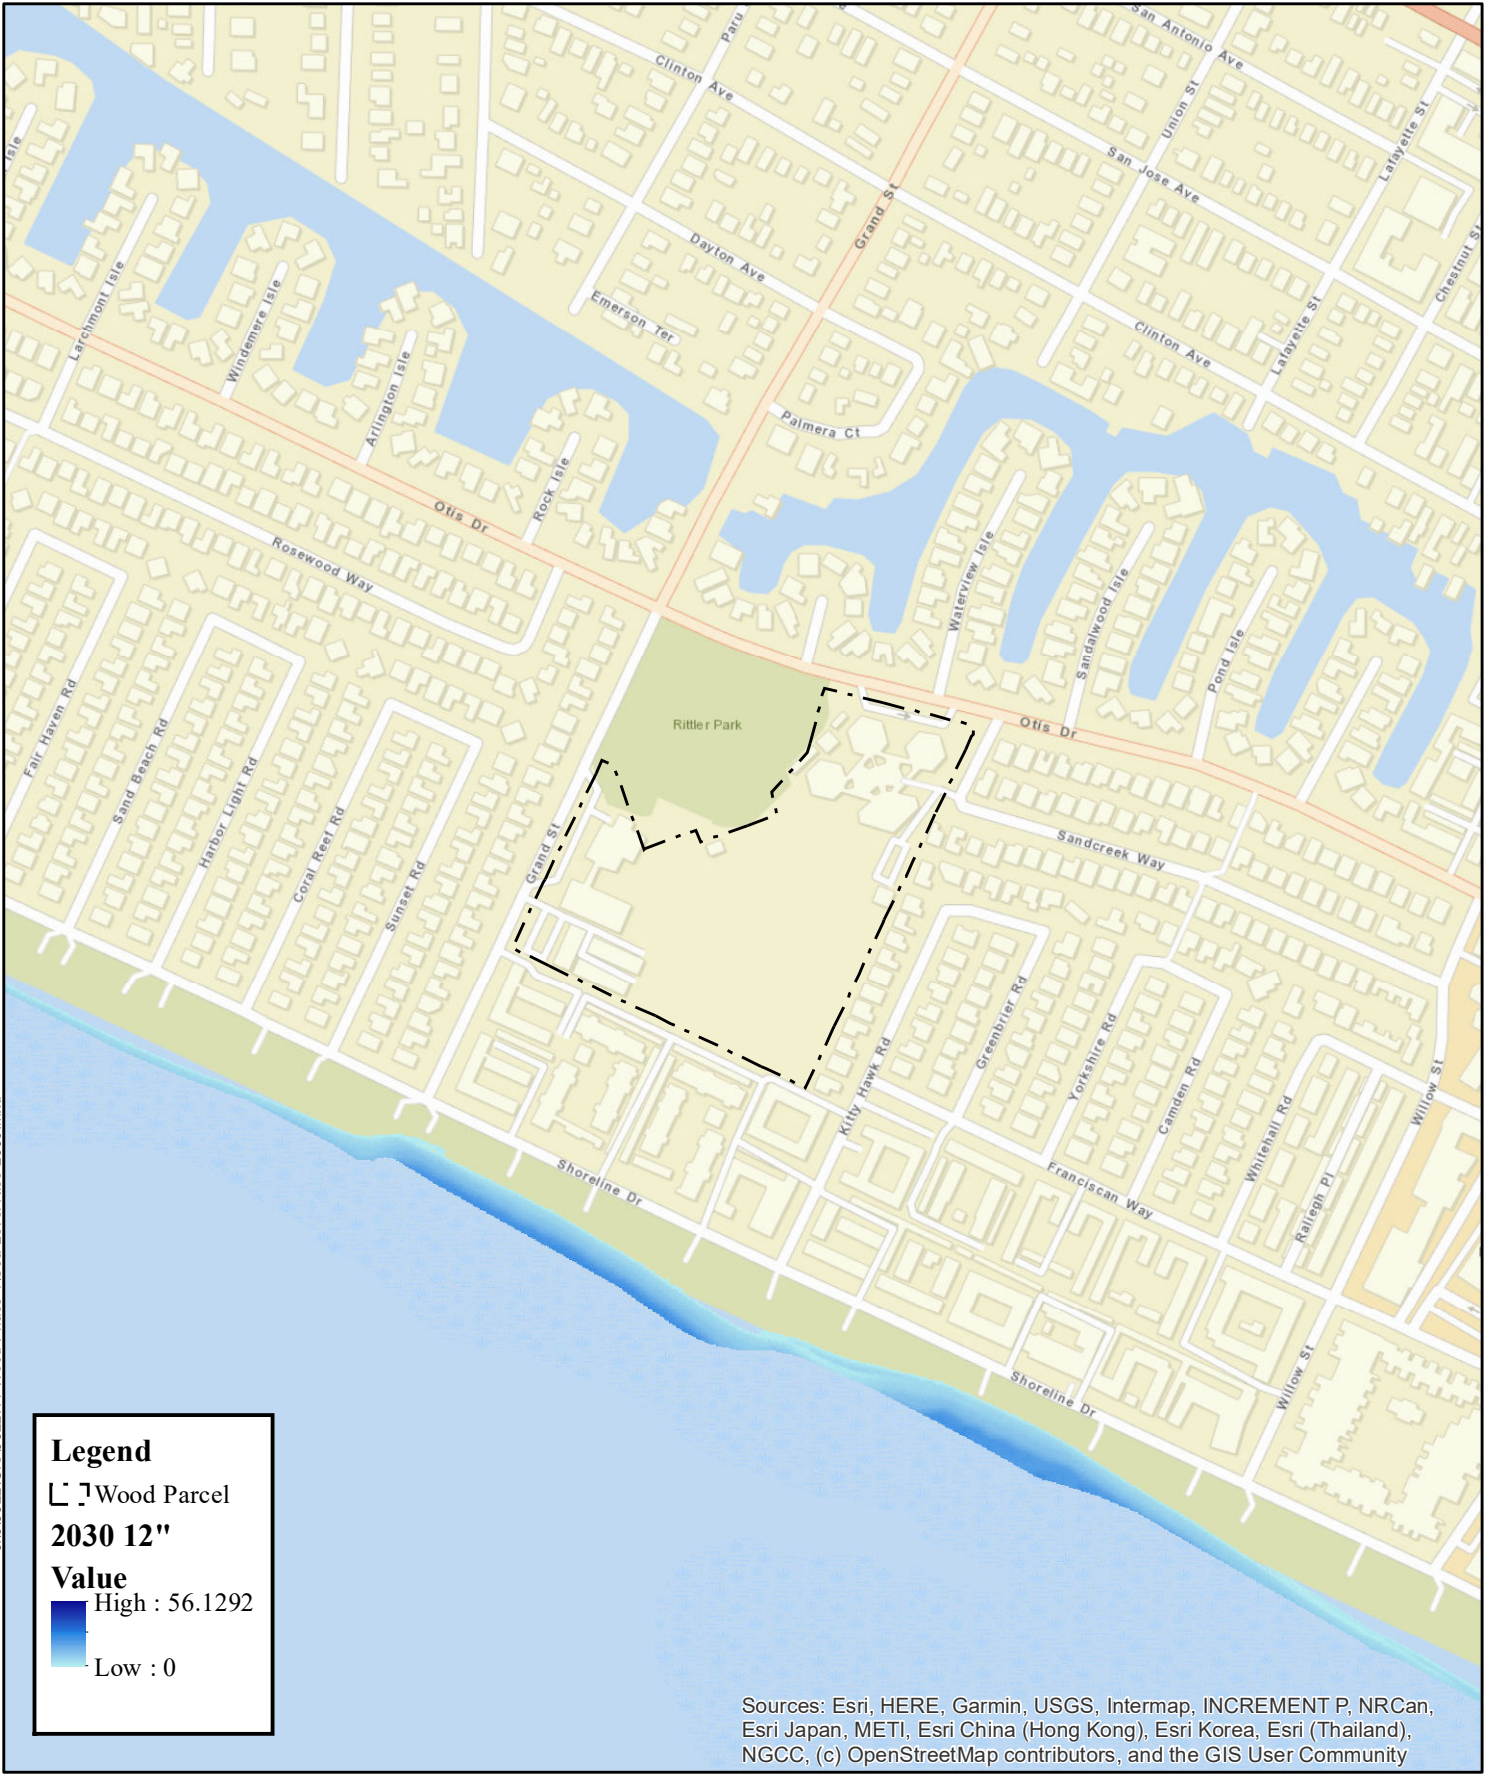 San Antonio Ave
Paru
Clinton Ave
Union St
Lafayette St
San Jose Ave
Isle
Grand St
Chestnut St
Dayton Ave
Larchmont Isle
Windemere Isle
Emerson Ter
Lafayette St
Clinton Ave
Arlington Isle
Palmera Ct
Rock Isle
Otis Dr
Rosewood Way
Waterview Isle
Sandalwood Isle
Pond Isle
Fair Haven Rd
Sand Beach Rd
Rittler Park
Otis Dr
Harbor Light Rd
Coral Reef Rd
Grand St
Sandcreek Way
Sunset Rd
Greenbrier Rd
Yorkshire Rd
Kitty Hawk Rd
Camden Rd
Willow St
Whitehall Rd
Shoreline Dr
Franciscan Way
Raliegh Pl
Shoreline Dr
Willow St
Legend
Wood Parcel
2030 12"
Value
High : 56.1292
Low : 0
Sources: Esri, HERE, Garmin, USGS, Intermap, INCREMENT P, NRCan,
Esri Japan, METI, Esri China (Hong Kong), Esri Korea, Esri (Thailand),
NGCC, (c) OpenStreetMap contributors, and the GIS User Community